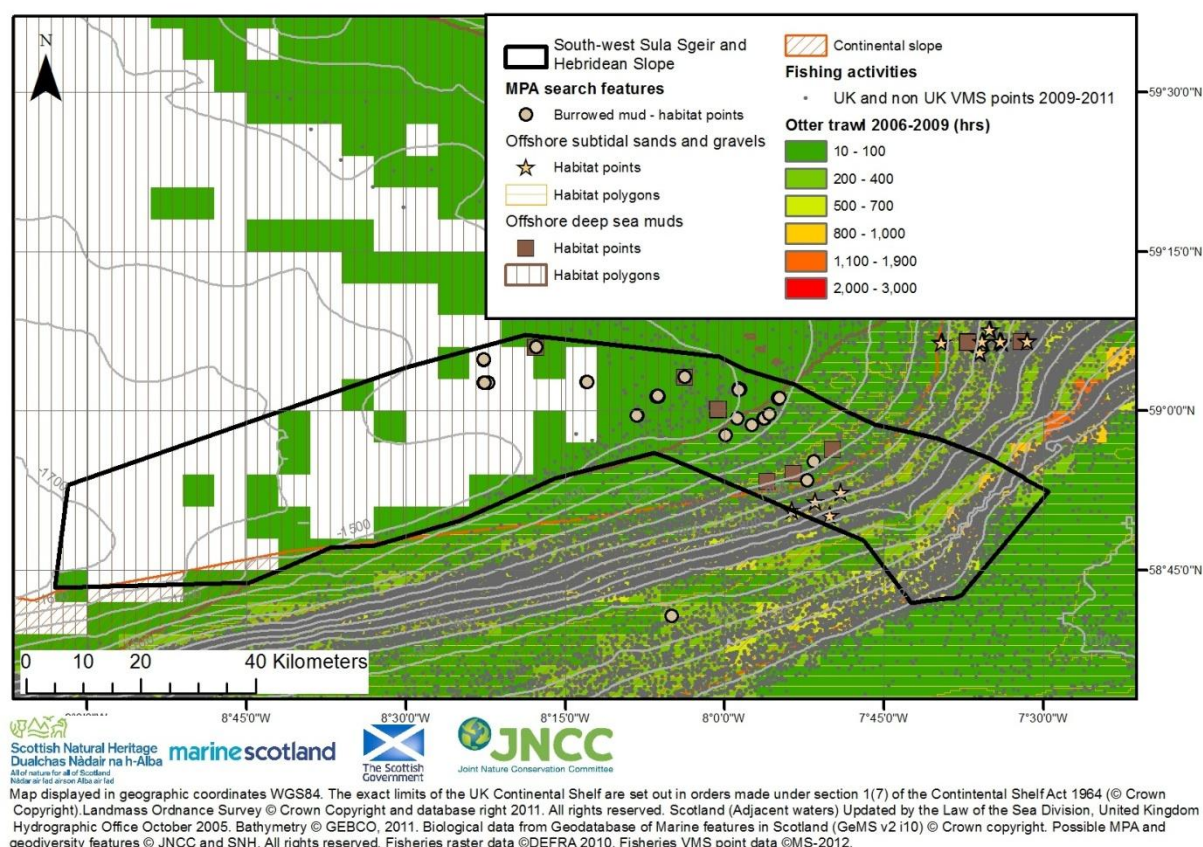 N
South-west Sula Sgeir and
Hebridean Slope
MPA search features
Burrowed mud - habitat points
Offshore subtidal sands and gravels
Habitat points
Habitat polygons
Offshore deep sea muds
Habitat points
Habitat polygons
Continental slope
Fishing activities
UK and non UK VMS points 2009-2011
Otter trawl 2006-2009 (hrs)
10 - 100
200 - 400
500 - 700
800 - 1,000
1,100 - 1,900
2,000 - 3,000
59°30'0"N
59°15'0"N
59°0'0"N
58°45'0"N
-1700
-1500
0 10 20 40 Kilometers
8°45'0"W 8°30'0"W 8°15'0"W 8°0'0"W 7°45'0"W 7°30'0"W
Scottish Natural Heritage
Dualchas Nàdair na h-Alba
All of nature for all of Scotland
Nàdar air fad airson Alba air fad
marinescotland
The Scottish
Government
JNCC
Joint Nature Conservation Committee
Map displayed in geographic coordinates WGS84. The exact limits of the UK Continental Shelf are set out in orders made under section 1(7) of the Contintental Shelf Act 1964 (© Crown
Copyright).Landmass Ordnance Survey © Crown Copyright and database right 2011. All rights reserved. Scotland (Adjacent waters) Updated by the Law of the Sea Division, United Kingdom
Hydrographic Office October 2005. Bathymetry © GEBCO, 2011. Biological data from Geodatabase of Marine features in Scotland (GeMS v2 i10) © Crown copyright. Possible MPA and
geodiversity features © JNCC and SNH. All rights reserved. Fisheries raster data ©DEFRA 2010. Fisheries VMS point data ©MS-2012.